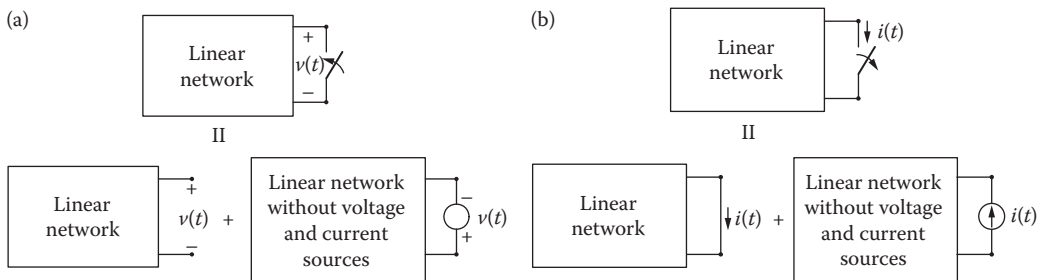 (a)
+
Linear
network
v(t)
−
II
Linear
network
+
v(t)
−
+
Linear network
without voltage
and current
sources
−
v(t)
+
(b)
i(t)
Linear
network
II
Linear
network
i(t)
+
Linear network
without voltage
and current
sources
i(t)